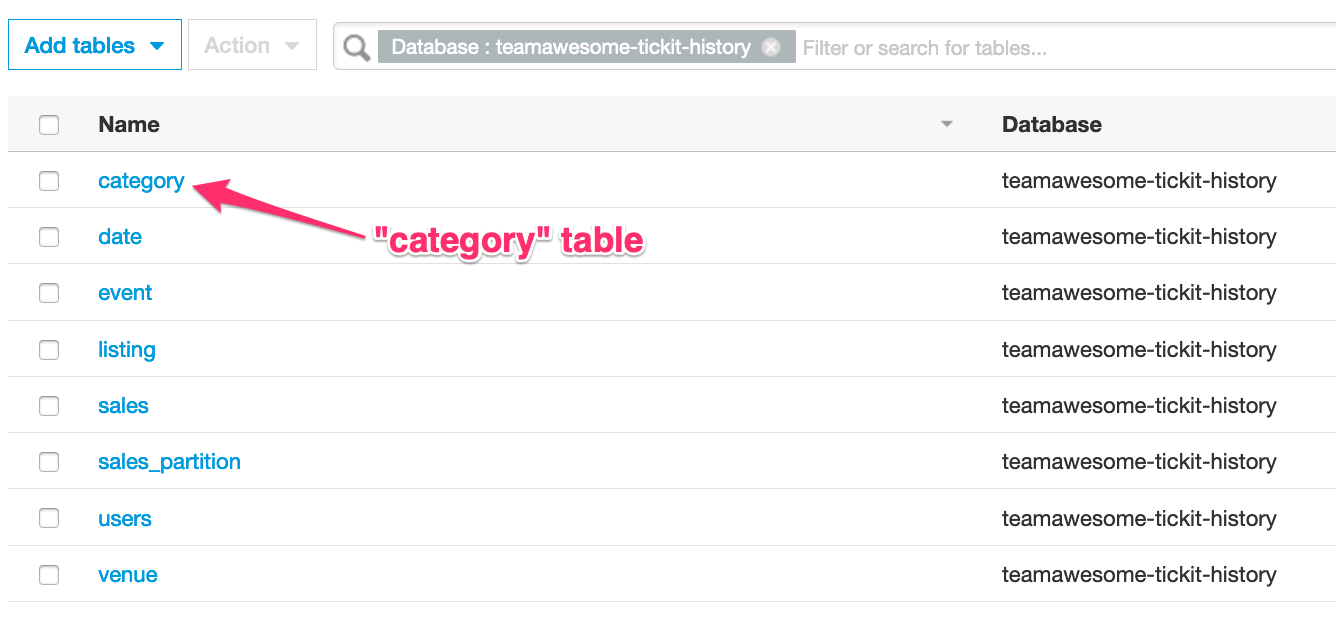 Add tables Action Database : teamawesome-tickit-history Filter or search for tables...
Name Database
category teamawesome-tickit-history
date teamawesome-tickit-history
"category" table
event teamawesome-tickit-history
listing teamawesome-tickit-history
sales teamawesome-tickit-history
sales_partition teamawesome-tickit-history
users teamawesome-tickit-history
venue teamawesome-tickit-history